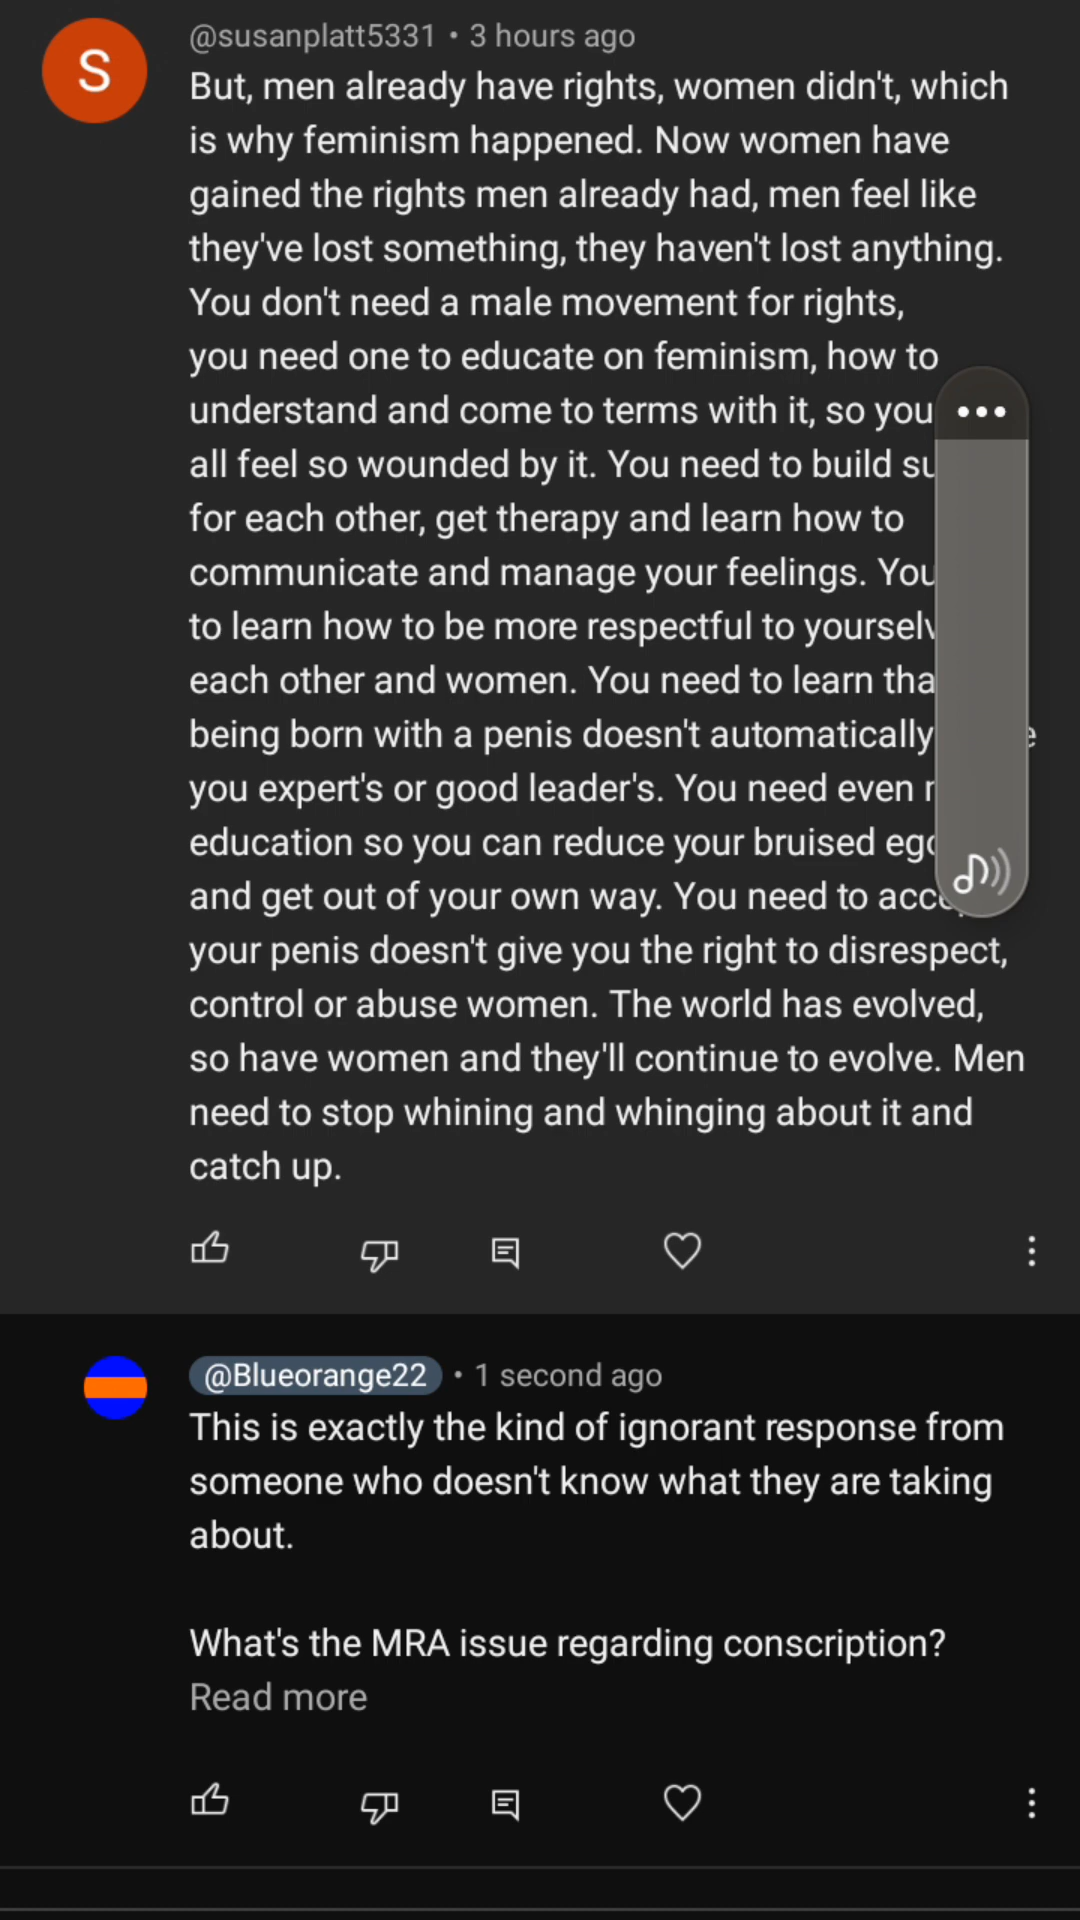 S
@susanplatt5331 • 3 hours ago
But, men already have rights, women didn't, which
is why feminism happened. Now women have
gained the rights men already had, men feel like
they've lost something, they haven't lost anything.
You don't need a male movement for rights,
you need one to educate on feminism, how to
understand and come to terms with it, so you
all feel so wounded by it. You need to build
for each other, get therapy and learn how to
communicate and manage your feelings. You
to learn how to be more respectful to
each other and women. You need to learn
being born with a penis doesn't automatically
you expert's or good leader's. You need even
education so you can reduce your bruised
and get out of your own way. You need to
your penis doesn't give you the right to disrespect,
control or abuse women. The world has evolved,
so have women and they'll continue to evolve. Men
need to stop whining and whinging about it and
catch up.
@Blueorange22 • 1 second ago
This is exactly the kind of ignorant response from
someone who doesn't know what they are taking
about.
What's the MRA issue regarding conscription?
Read more